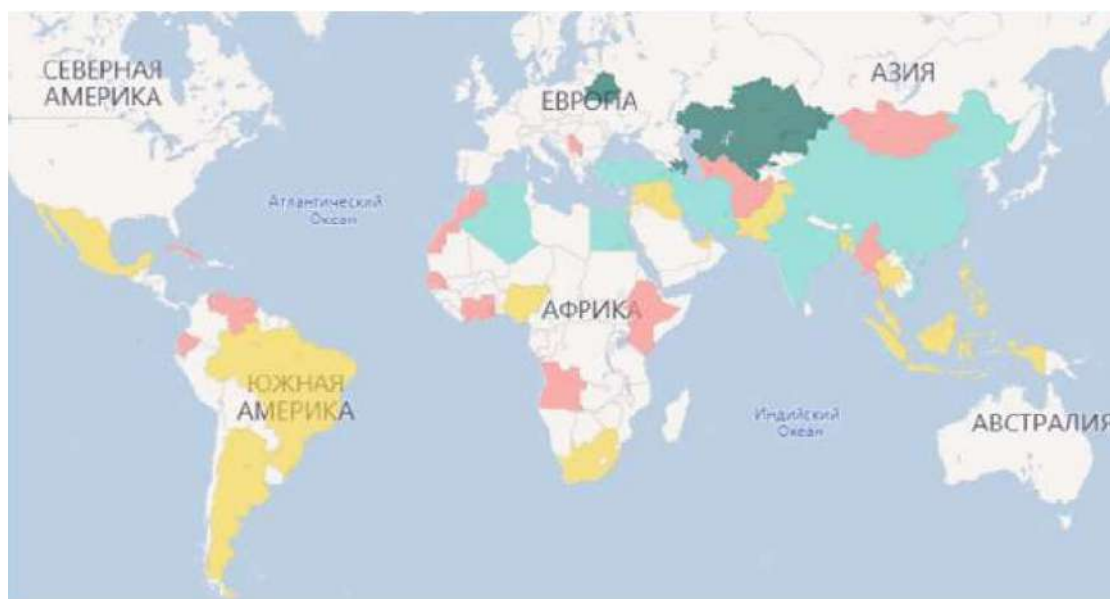 СЕВЕРНАЯ
АМЕРИКА
ЕВРОПА
АЗИЯ
Атлантический
Океан
АФРИКА
ЮЖНАЯ
АМЕРИКА
Индийский
Океан
АВСТРАЛИЯ